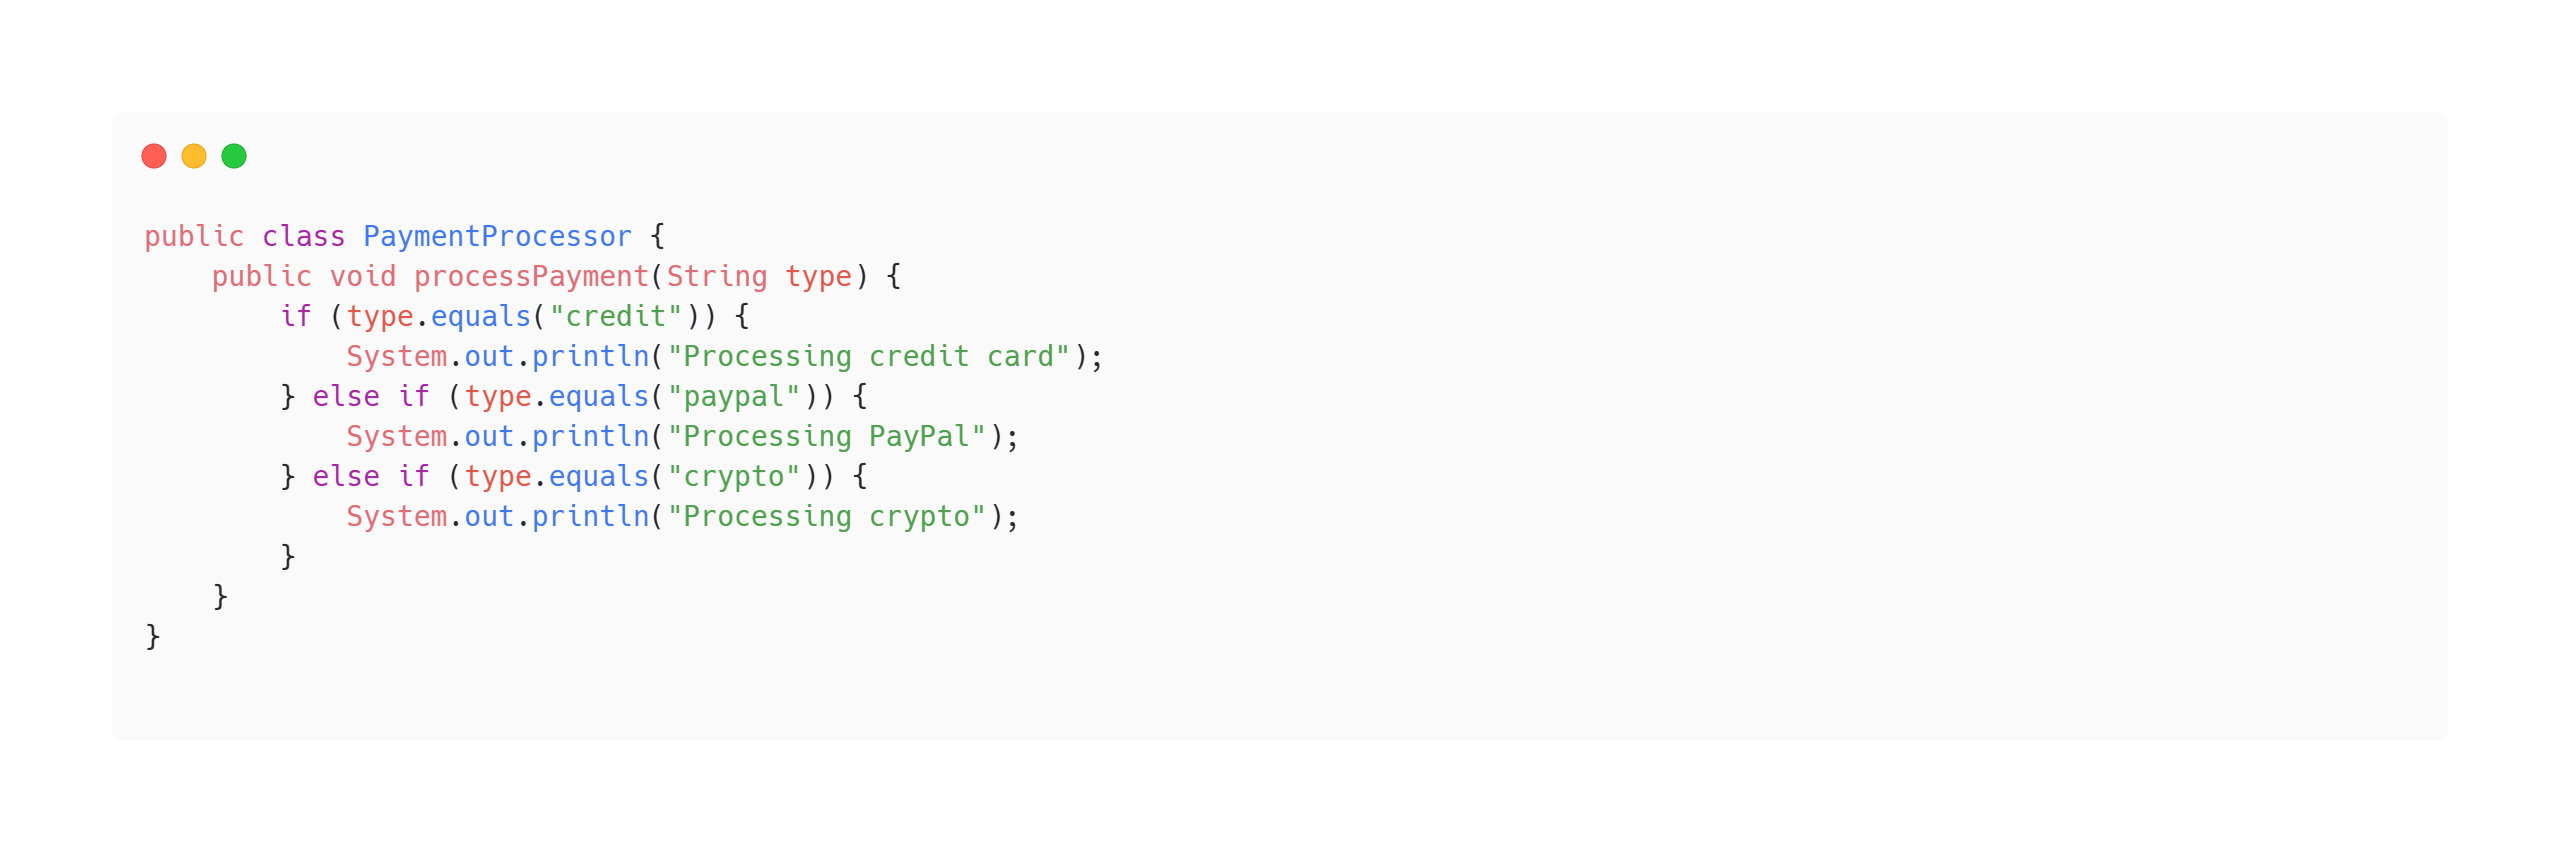 public class PaymentProcessor {
    public void processPayment(String type) {
        if (type.equals("credit")) {
            System.out.println("Processing credit card");
        } else if (type.equals("paypal")) {
            System.out.println("Processing PayPal");
        } else if (type.equals("crypto")) {
            System.out.println("Processing crypto");
        }
    }
}